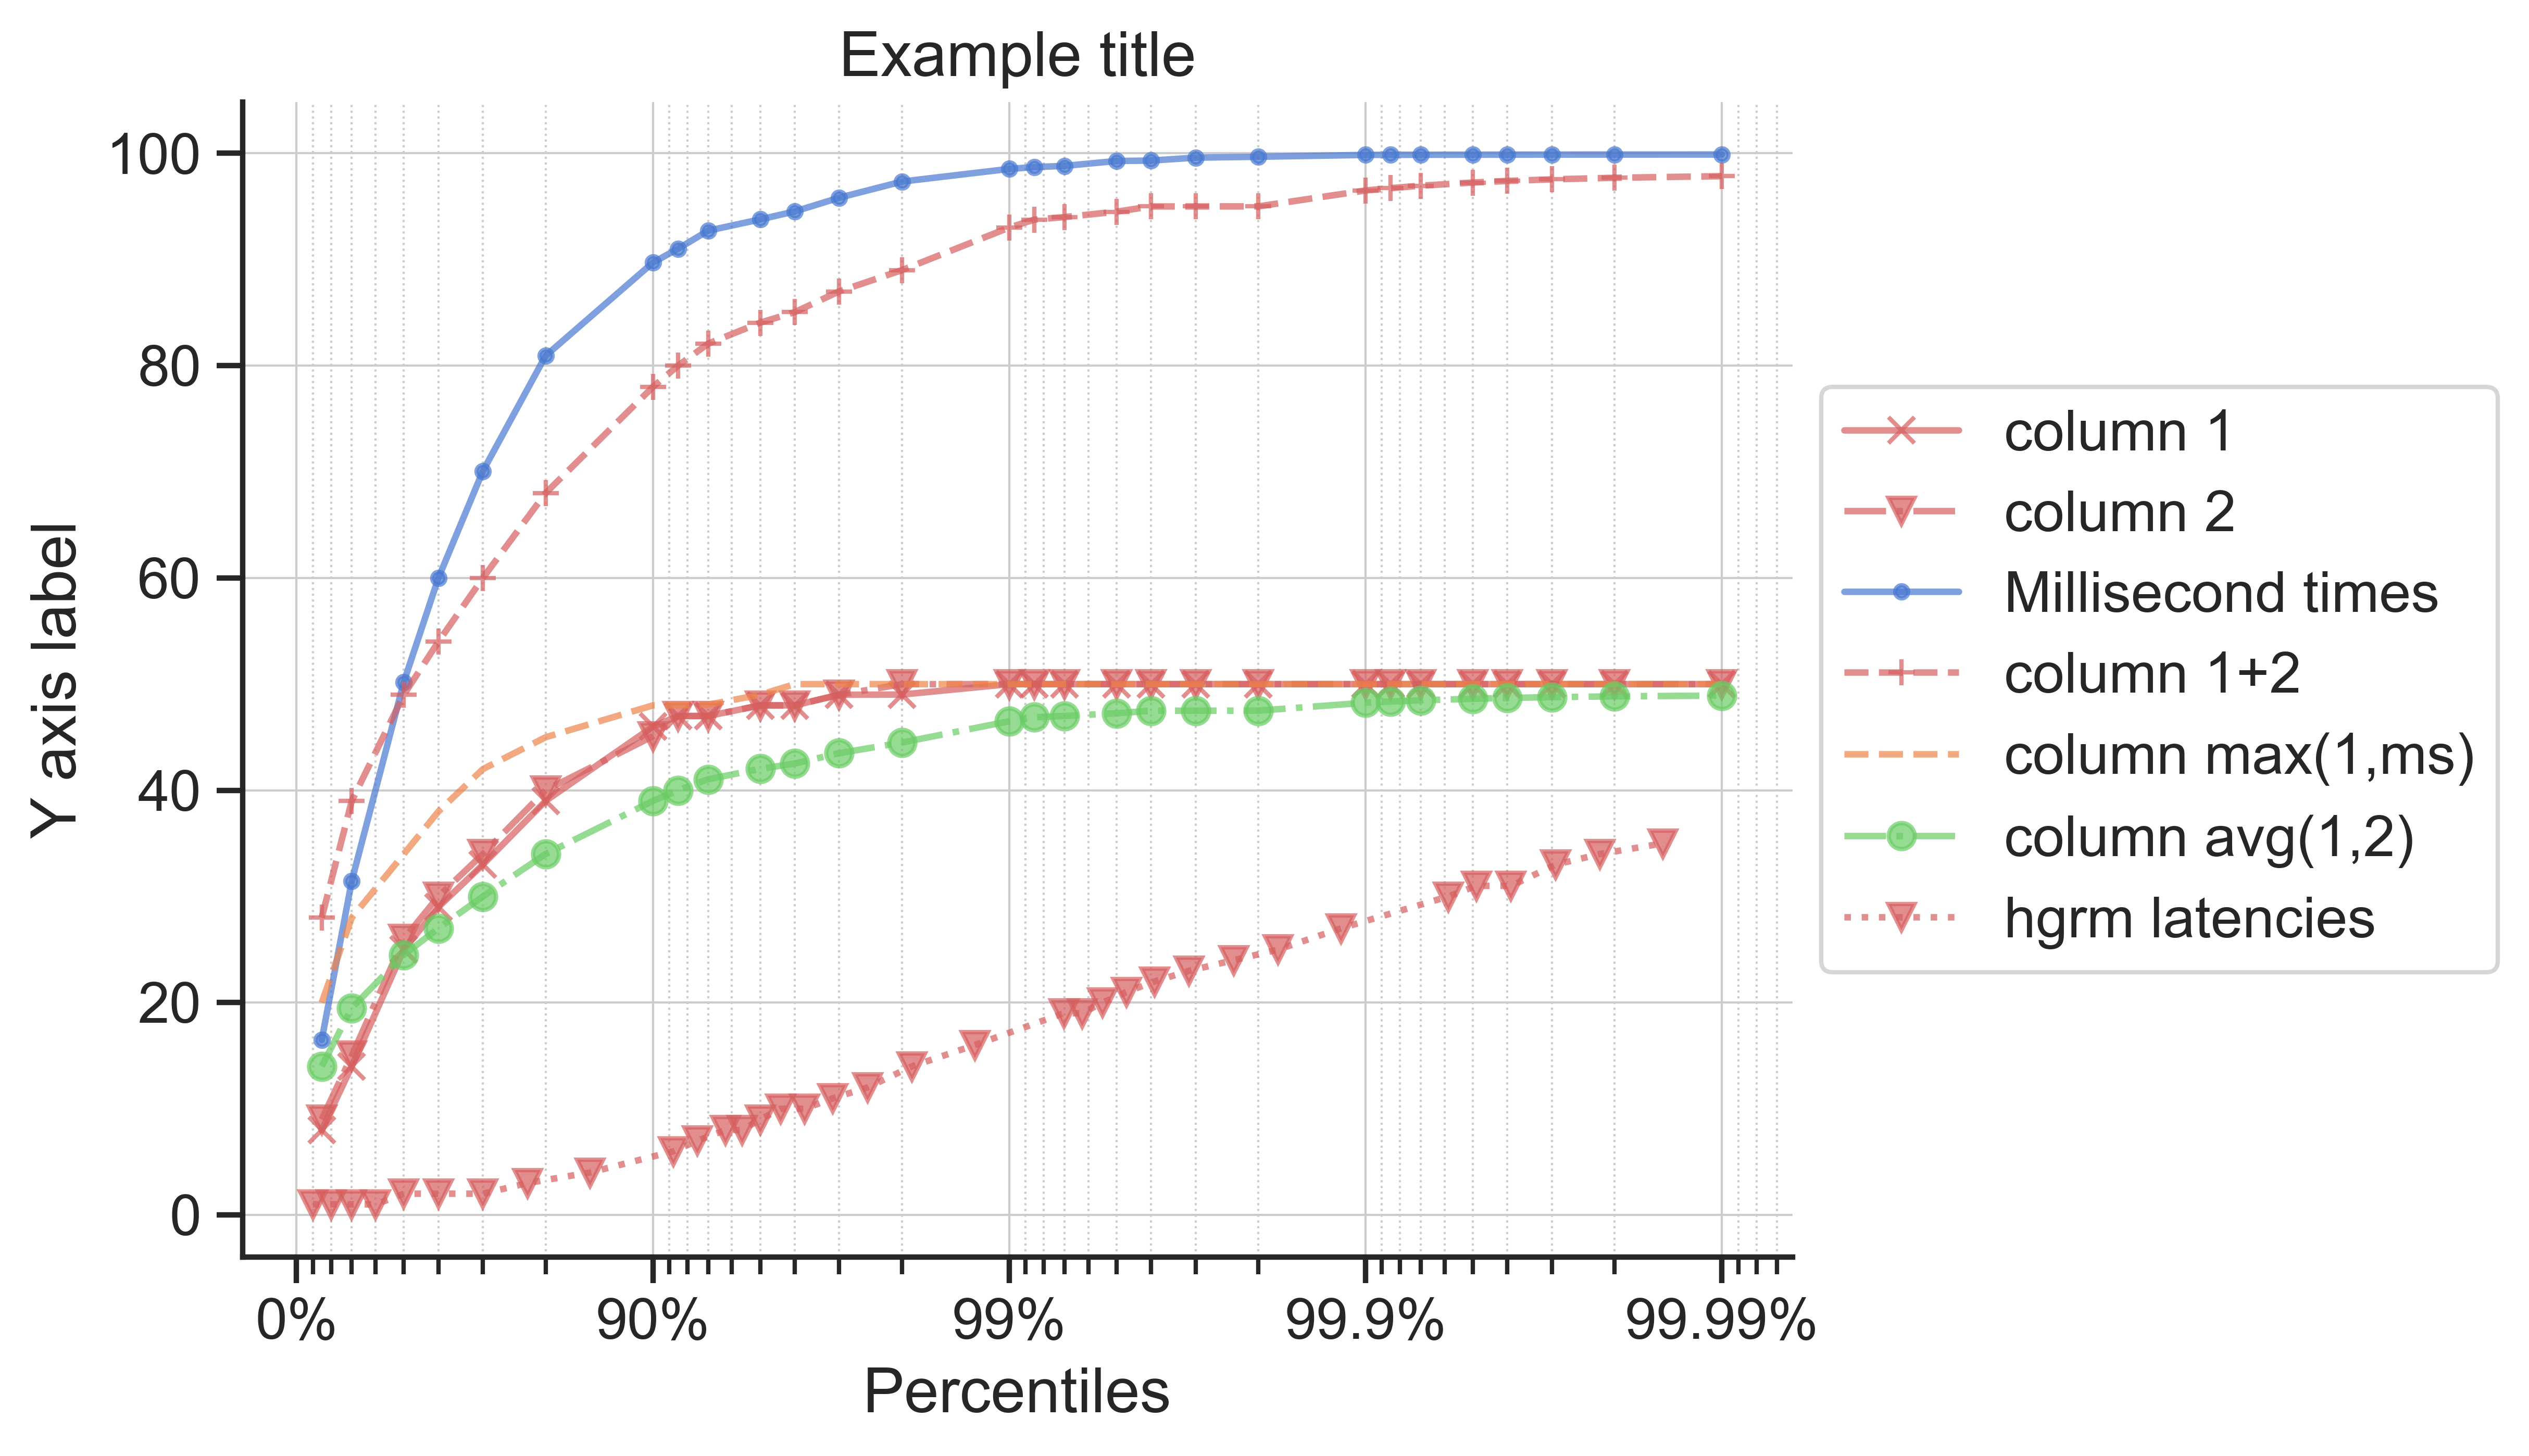 Example title
100
80
60
40
20
0
Y axis label
0% 90% 99% 99.9% 99.99%
Percentiles
column 1
column 2
Millisecond times
column 1+2
column max(1,ms)
column avg(1,2)
hgrm latencies